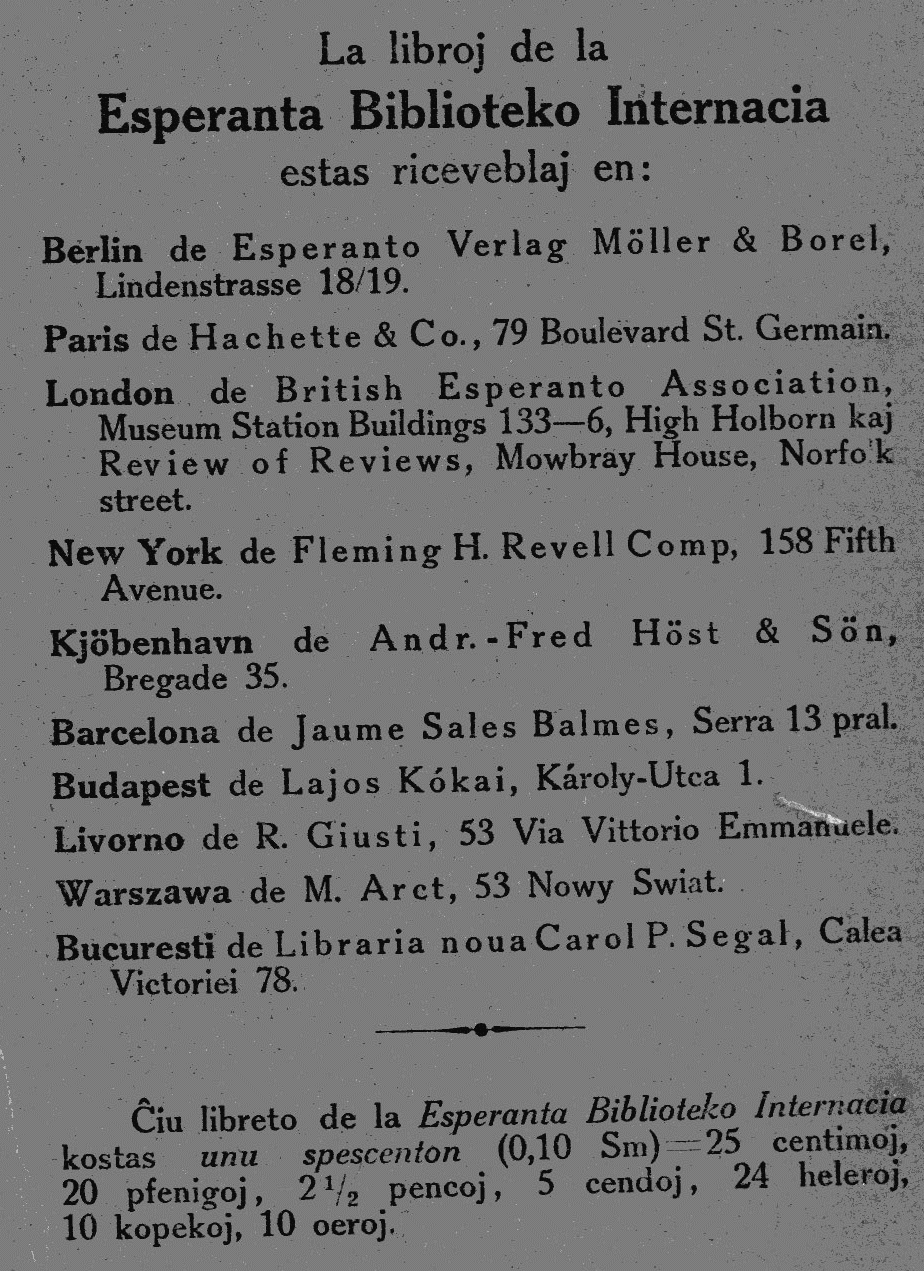 La libroj de la
Esperanta Biblioteko Internacia
estas riceveblaj en:
Berlin de Esperanto Verlag Möller & Borel,
Lindenstrasse 18/19.
Paris de Hachette & Co., 79 Boulevard St. Germain.
London de British Esperanto Association,
Museum Station Buildings 133—6, High Holborn kaj
Review of Reviews, Mowbray House, Norfo'k
street.
New York de Fleming H. Revell Comp, 158 Fifth
Avenue.
Kjöbenhavn de Andr.-Fred Höst & Sön,
Bregade 35.
Barcelona de Jaume Sales Balmes, Serra 13 pral.
Budapest de Lajos Kókai, Károly-Utca 1.
Livorno de R. Giusti, 53 Via Vittorio Emmanuele.
Warszawa de M. Arct, 53 Nowy Swiat.
Bucuresti de Libraria noua Carol P. Segal, Calea
Victoriei 78.
Ĉiu libreto de la Esperanta Biblioteko Internacia
kostas unu spescenton (0,10 Sm) = 25 centimoj,
20 pfenigoj, 2 1/2 pencoj, 5 cendoj, 24 heleroj,
10 kopekoj, 10 oeroj.